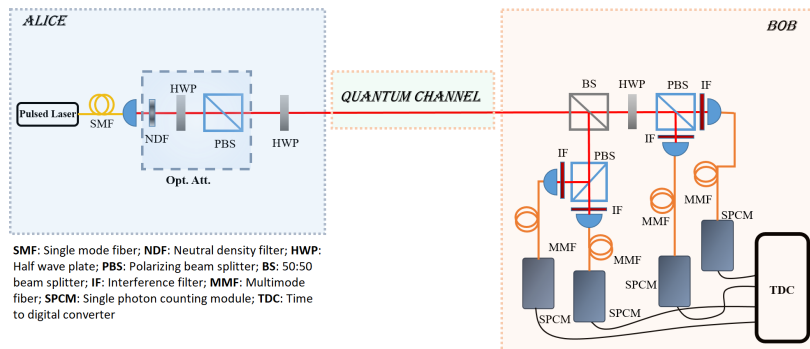 ALICE
BOB
Pulsed Laser
SMF
NDF
HWP
PBS
Opt. Att.
HWP
QUANTUM CHANNEL
BS
HWP
PBS
IF
IF
IF
PBS
IF
MMF
MMF
MMF
MMF
SPCM
SPCM
SPCM
SPCM
TDC
SMF: Single mode fiber; NDF: Neutral density filter; HWP:
Half wave plate; PBS: Polarizing beam splitter; BS: 50:50
beam splitter; IF: Interference filter; MMF: Multimode
fiber; SPCM: Single photon counting module; TDC: Time
to digital converter